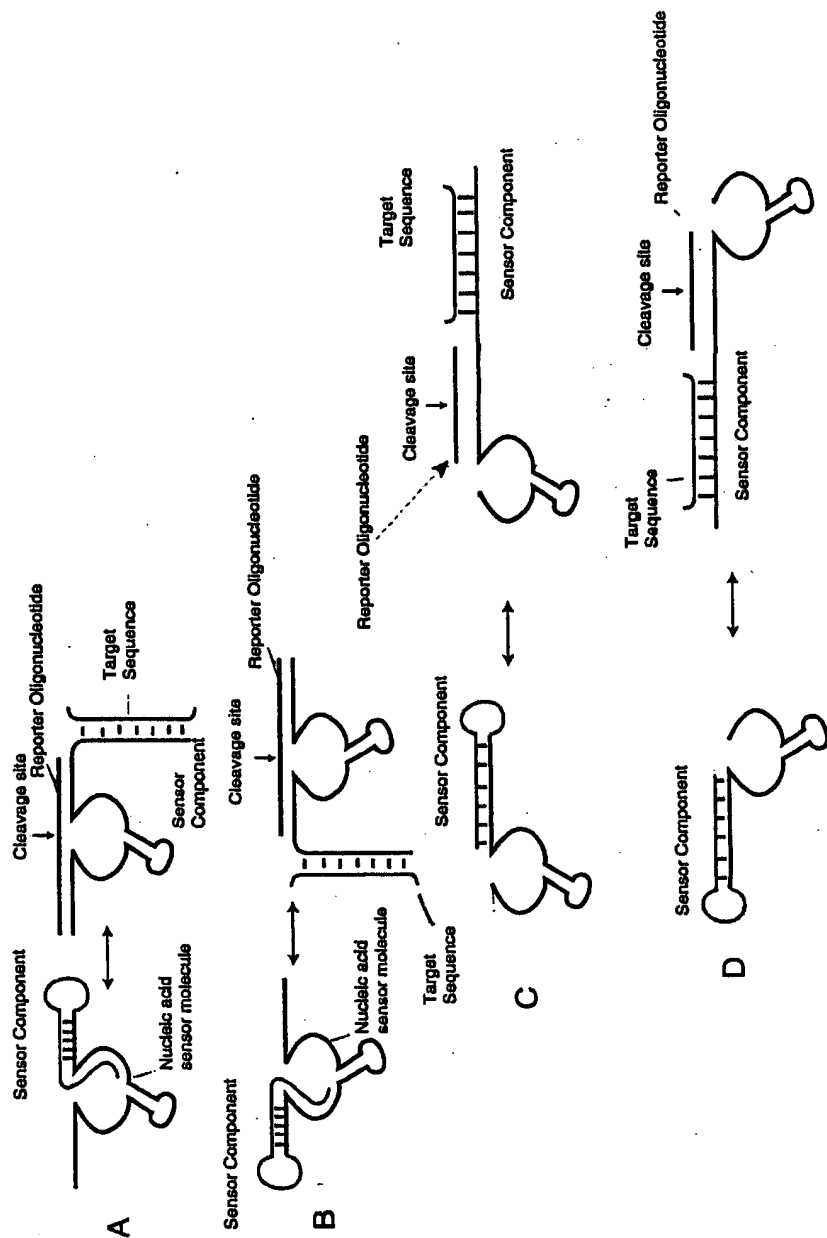 A
Sensor Component
Nucleic acid
sensor molecule
Cleavage site
Reporter Oligonucleotide
Target
Sequence
Sensor
Component
B
Sensor Component
Nucleic acid
sensor molecule
Cleavage site
Reporter Oligonucleotide
Target
Sequence
C
Sensor Component
Reporter Oligonucleotide
Cleavage site
Target
Sequence
Sensor Component
D
Sensor Component
Target
Sequence
Sensor Component
Cleavage site
Reporter Oligonucleotide